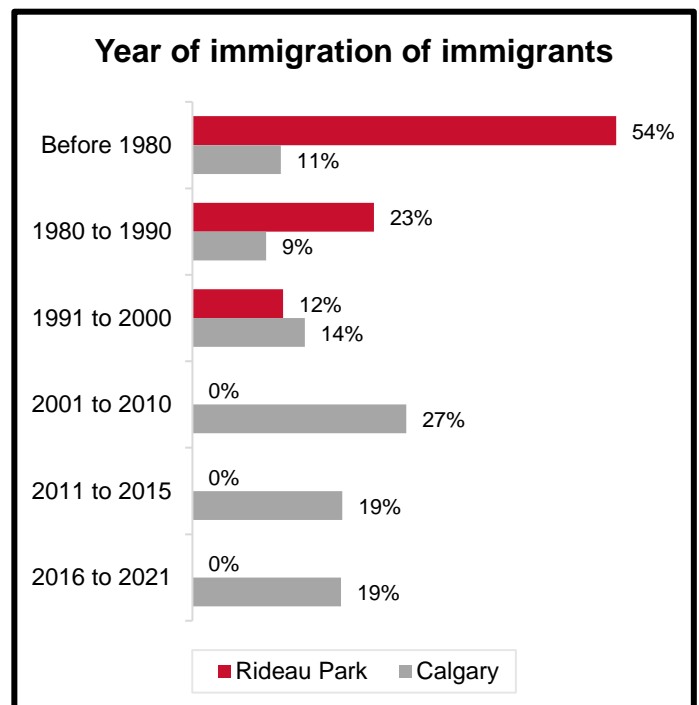 Year of immigration of immigrants
Before 1980
54%
11%
1980 to 1990
23%
9%
1991 to 2000
12%
14%
2001 to 2010
0%
27%
2011 to 2015
0%
19%
2016 to 2021
0%
19%
Rideau Park Calgary